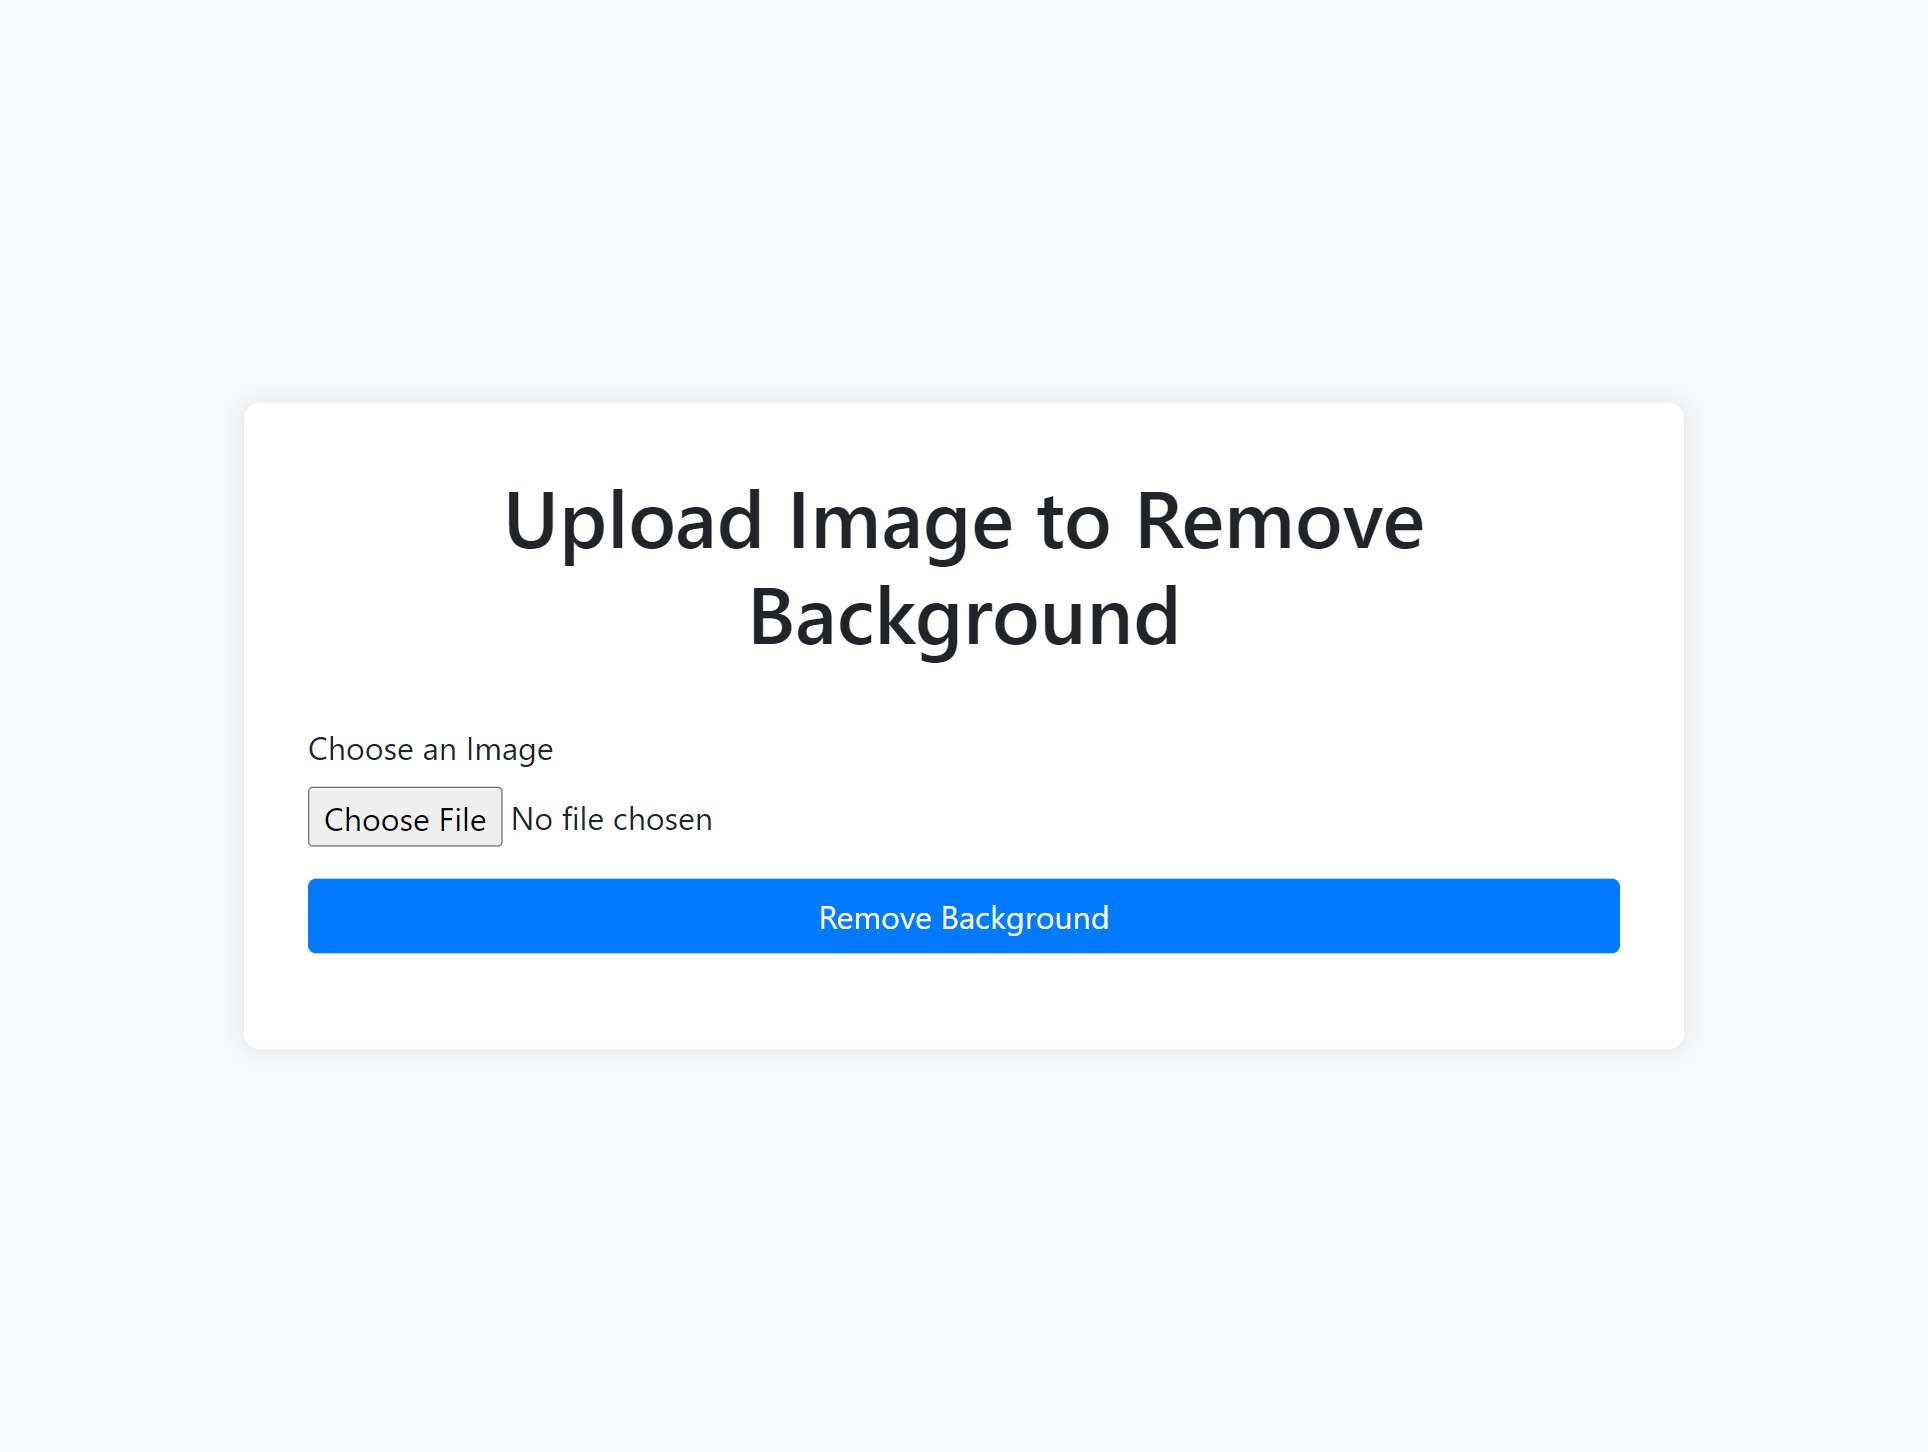 Upload Image to Remove
Background
Choose an Image
Choose File No file chosen
Remove Background